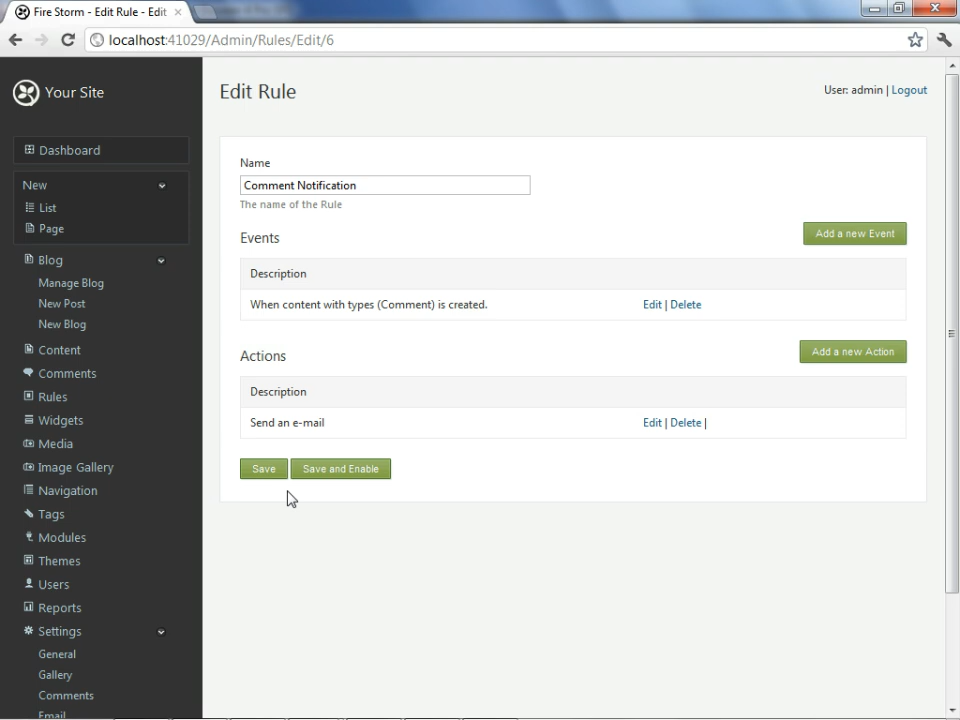 Fire Storm - Edit Rule - Edit
localhost:41029/Admin/Rules/Edit/6
Your Site
Edit Rule
User: admin | Logout
Dashboard
New
List
Page
Blog
Manage Blog
New Post
New Blog
Content
Comments
Rules
Widgets
Media
Image Gallery
Navigation
Tags
Modules
Themes
Users
Reports
Settings
General
Gallery
Comments
Email
Name
Comment Notification
The name of the Rule
Events
Add a new Event
Description
When content with types (Comment) is created.
Edit | Delete
Actions
Add a new Action
Description
Send an e-mail
Edit | Delete |
Save
Save and Enable